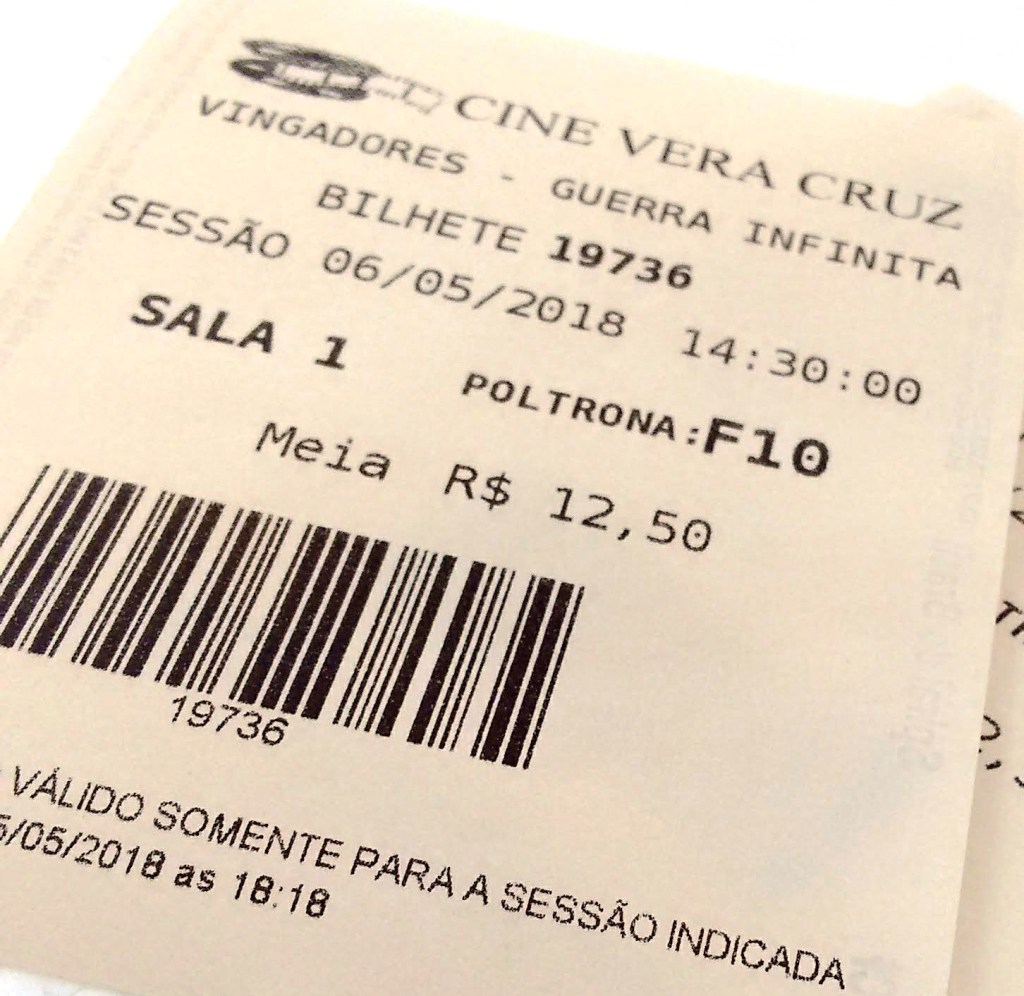 CINE VERA CRUZ
VINGADORES - GUERRA INFINITA
BILHETE 19736
SESSÃO 06/05/2018 14:30:00
SALA 1 POLTRONA:F10
Meia R$ 12,50
19736
VÁLIDO SOMENTE PARA A SESSÃO INDICADA
5/05/2018 as 18:18